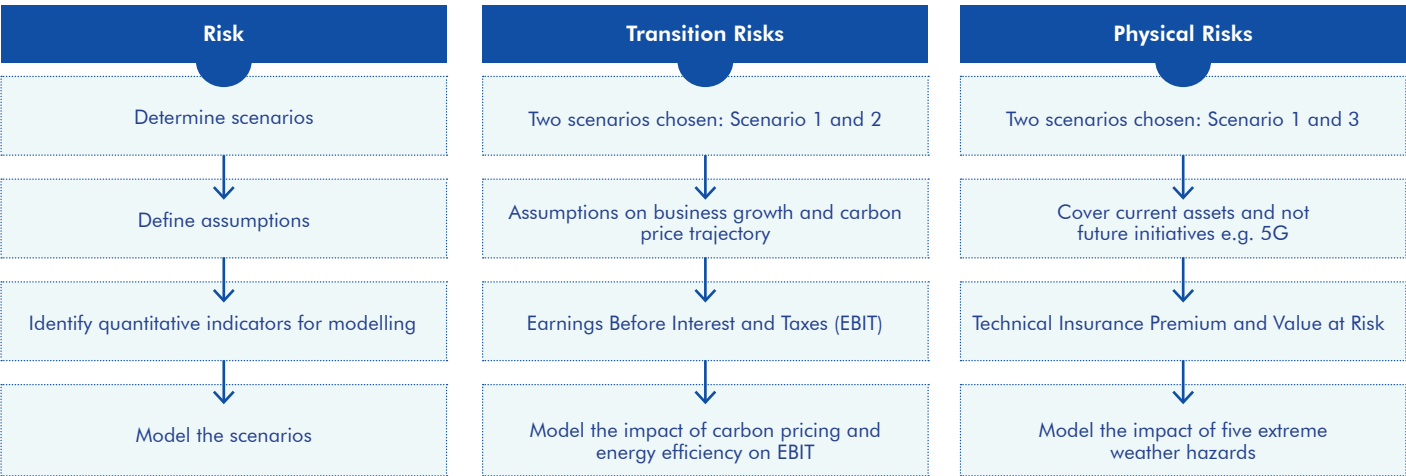 Risk
Determine scenarios
Define assumptions
Identify quantitative indicators for modelling
Model the scenarios
Transition Risks
Two scenarios chosen: Scenario 1 and 2
Assumptions on business growth and carbon
price trajectory
Earnings Before Interest and Taxes (EBIT)
Model the impact of carbon pricing and
energy efficiency on EBIT
Physical Risks
Two scenarios chosen: Scenario 1 and 3
Cover current assets and not
future initiatives e.g. 5G
Technical Insurance Premium and Value at Risk
Model the impact of five extreme
weather hazards